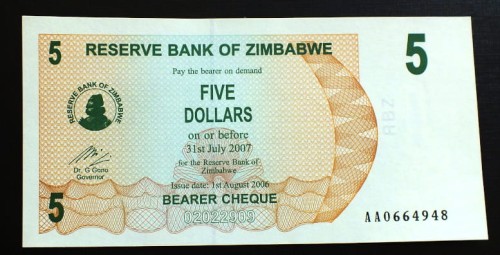 5
RESERVE BANK OF ZIMBABWE
5
Pay the bearer on demand
RESERVE BANK OF ZIMBABWE
FIVE
DOLLARS
on or before
31st July 2007
for the Reserve Bank of
Zimbabwe
Dr. G Gono
Governor
Issue date: 1st August 2006
5
BEARER CHEQUE
AA0664948
RBZ